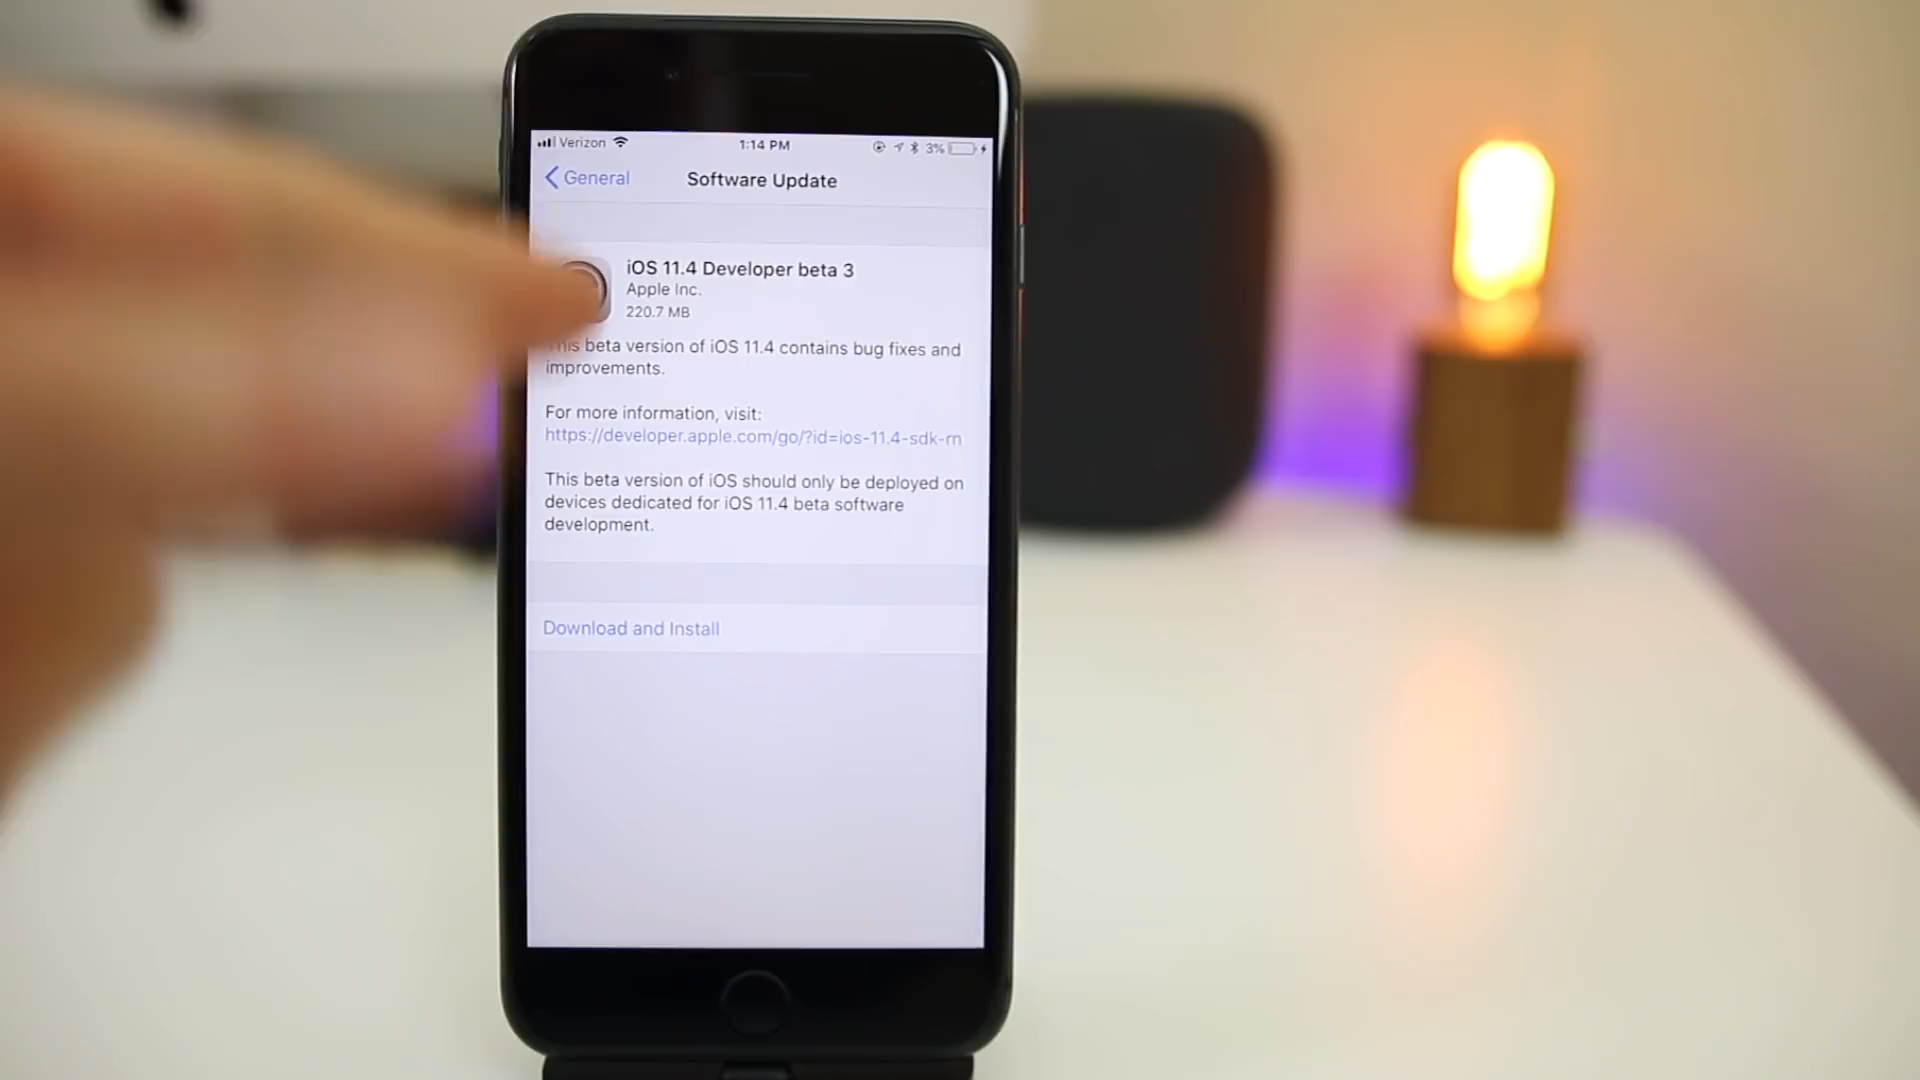 Verizon 1:14 PM 3%
General Software Update
iOS 11.4 Developer beta 3
Apple Inc.
220.7 MB
This beta version of iOS 11.4 contains bug fixes and
improvements.
For more information, visit:
https://developer.apple.com/go/?id=ios-11.4-sdk-rn
This beta version of iOS should only be deployed on
devices dedicated for iOS 11.4 beta software
development.
Download and Install